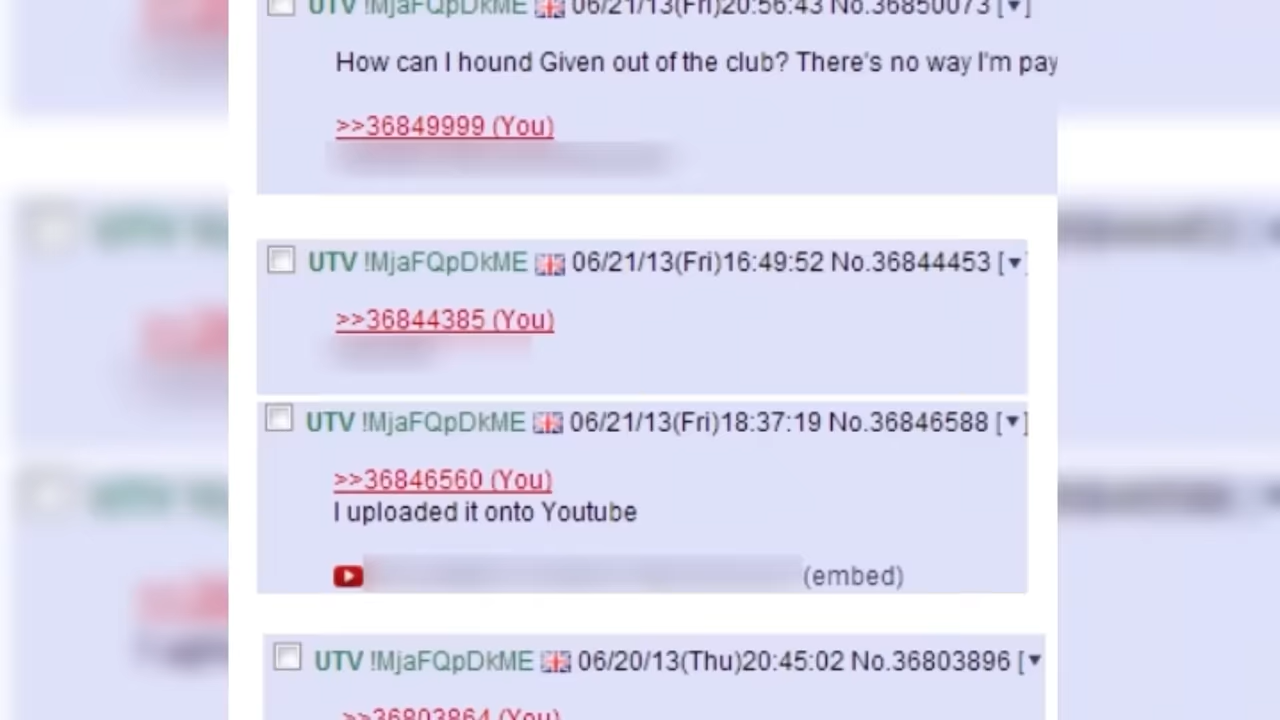 UTV !MjaFQpDkME 06/21/13(Fri)20:56:43 No.36850073 [▼]
How can I hound Given out of the club? There's no way I'm pay
>>36849999 (You)
UTV !MjaFQpDkME 06/21/13(Fri)16:49:52 No.36844453 [▼]
>>36844385 (You)
UTV !MjaFQpDkME 06/21/13(Fri)18:37:19 No.36846588 [▼]
>>36846560 (You)
I uploaded it onto Youtube
(embed)
UTV !MjaFQpDkME 06/20/13(Thu)20:45:02 No.36803896 [▼
>>36803864 (You)